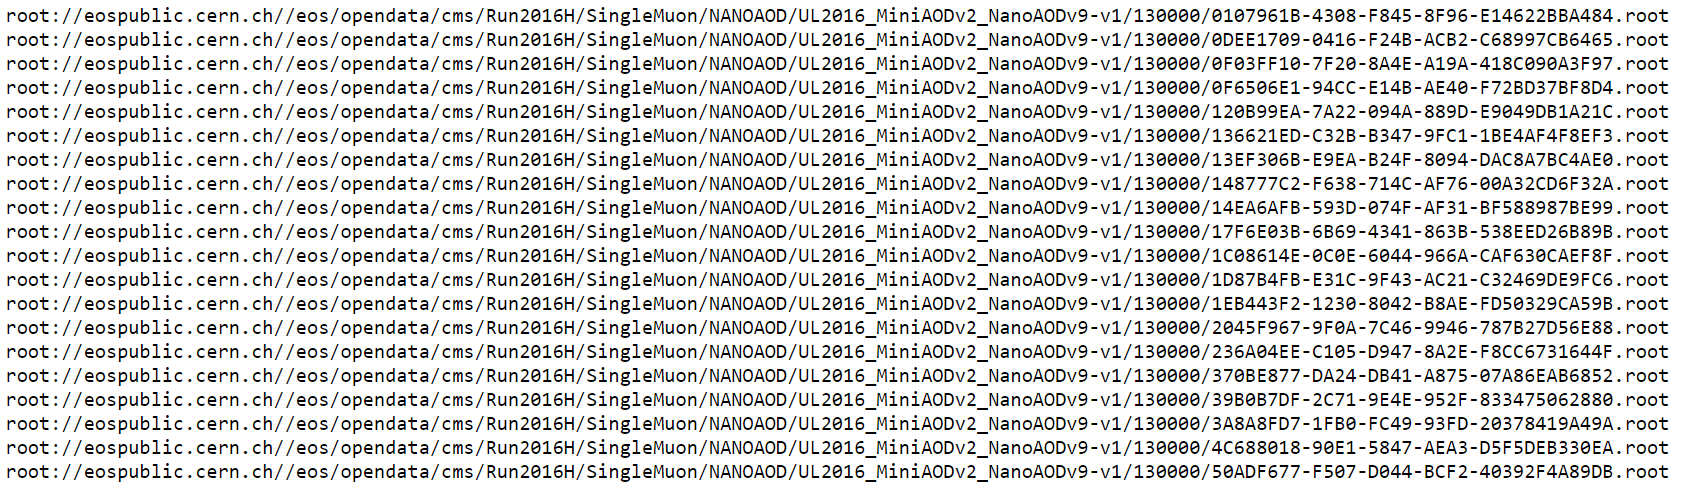 root://eospublic.cern.ch//eos/opendata/cms/Run2016H/SingleMuon/NANOAOD/UL2016_MiniAODv2_NanoAODv9-v1/130000/0107961B-4308-F845-8F96-E14622BBA484.root
root://eospublic.cern.ch//eos/opendata/cms/Run2016H/SingleMuon/NANOAOD/UL2016_MiniAODv2_NanoAODv9-v1/130000/0DEE1709-0416-F24B-ACB2-C68997CB6465.root
root://eospublic.cern.ch//eos/opendata/cms/Run2016H/SingleMuon/NANOAOD/UL2016_MiniAODv2_NanoAODv9-v1/130000/0F03FF10-7F20-8A4E-A19A-418C090A3F97.root
root://eospublic.cern.ch//eos/opendata/cms/Run2016H/SingleMuon/NANOAOD/UL2016_MiniAODv2_NanoAODv9-v1/130000/0F6506E1-94CC-E14B-AE40-F72BD37BF8D4.root
root://eospublic.cern.ch//eos/opendata/cms/Run2016H/SingleMuon/NANOAOD/UL2016_MiniAODv2_NanoAODv9-v1/130000/120B99EA-7A22-094A-889D-E9049DB1A21C.root
root://eospublic.cern.ch//eos/opendata/cms/Run2016H/SingleMuon/NANOAOD/UL2016_MiniAODv2_NanoAODv9-v1/130000/136621ED-C32B-B347-9FC1-1BE4AF4F8EF3.root
root://eospublic.cern.ch//eos/opendata/cms/Run2016H/SingleMuon/NANOAOD/UL2016_MiniAODv2_NanoAODv9-v1/130000/13EF306B-E9EA-B24F-8094-DAC8A7BC4AE0.root
root://eospublic.cern.ch//eos/opendata/cms/Run2016H/SingleMuon/NANOAOD/UL2016_MiniAODv2_NanoAODv9-v1/130000/148777C2-F638-714C-AF76-00A32CD6F32A.root
root://eospublic.cern.ch//eos/opendata/cms/Run2016H/SingleMuon/NANOAOD/UL2016_MiniAODv2_NanoAODv9-v1/130000/14EA6AFB-593D-074F-AF31-BF588987BE99.root
root://eospublic.cern.ch//eos/opendata/cms/Run2016H/SingleMuon/NANOAOD/UL2016_MiniAODv2_NanoAODv9-v1/130000/17F6E03B-6B69-4341-863B-538EED26B89B.root
root://eospublic.cern.ch//eos/opendata/cms/Run2016H/SingleMuon/NANOAOD/UL2016_MiniAODv2_NanoAODv9-v1/130000/1C08614E-0C0E-6044-966A-CAF630CAEF8F.root
root://eospublic.cern.ch//eos/opendata/cms/Run2016H/SingleMuon/NANOAOD/UL2016_MiniAODv2_NanoAODv9-v1/130000/1D87B4FB-E31C-9F43-AC21-C32469DE9FC6.root
root://eospublic.cern.ch//eos/opendata/cms/Run2016H/SingleMuon/NANOAOD/UL2016_MiniAODv2_NanoAODv9-v1/130000/1EB443F2-1230-8042-B8AE-FD50329CA59B.root
root://eospublic.cern.ch//eos/opendata/cms/Run2016H/SingleMuon/NANOAOD/UL2016_MiniAODv2_NanoAODv9-v1/130000/2045F967-9F0A-7C46-9946-787B27D56E88.root
root://eospublic.cern.ch//eos/opendata/cms/Run2016H/SingleMuon/NANOAOD/UL2016_MiniAODv2_NanoAODv9-v1/130000/236A04EE-C105-D947-8A2E-F8CC6731644F.root
root://eospublic.cern.ch//eos/opendata/cms/Run2016H/SingleMuon/NANOAOD/UL2016_MiniAODv2_NanoAODv9-v1/130000/370BE877-DA24-DB41-A875-07A86EAB6852.root
root://eospublic.cern.ch//eos/opendata/cms/Run2016H/SingleMuon/NANOAOD/UL2016_MiniAODv2_NanoAODv9-v1/130000/39B0B7DF-2C71-9E4E-952F-833475062880.root
root://eospublic.cern.ch//eos/opendata/cms/Run2016H/SingleMuon/NANOAOD/UL2016_MiniAODv2_NanoAODv9-v1/130000/3A8A8FD7-1FB0-FC49-93FD-20378419A49A.root
root://eospublic.cern.ch//eos/opendata/cms/Run2016H/SingleMuon/NANOAOD/UL2016_MiniAODv2_NanoAODv9-v1/130000/4C688018-90E1-5847-AEA3-D5F5DEB330EA.root
root://eospublic.cern.ch//eos/opendata/cms/Run2016H/SingleMuon/NANOAOD/UL2016_MiniAODv2_NanoAODv9-v1/130000/50ADF677-F507-D044-BCF2-40392F4A89DB.root